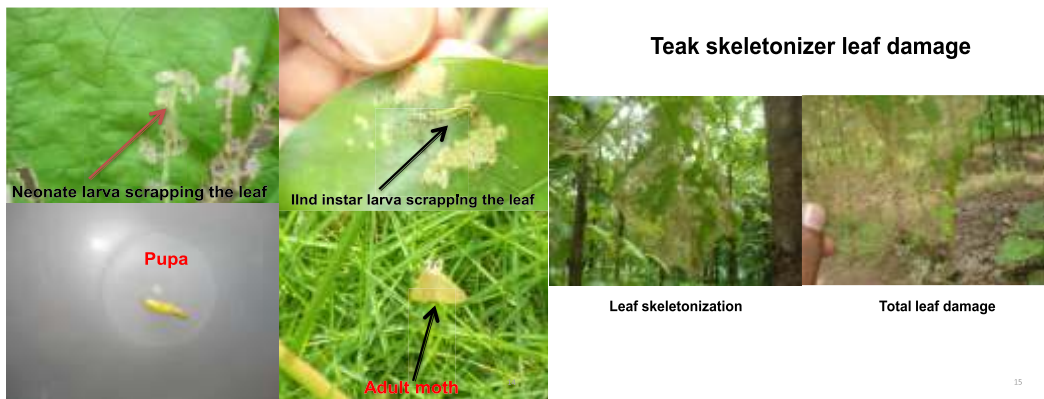 Teak skeletonizer leaf damage
Neonate larva scrapping the leaf
IInd instar larva scrapping the leaf
Pupa
Adult moth
Leaf skeletonization
Total leaf damage
15